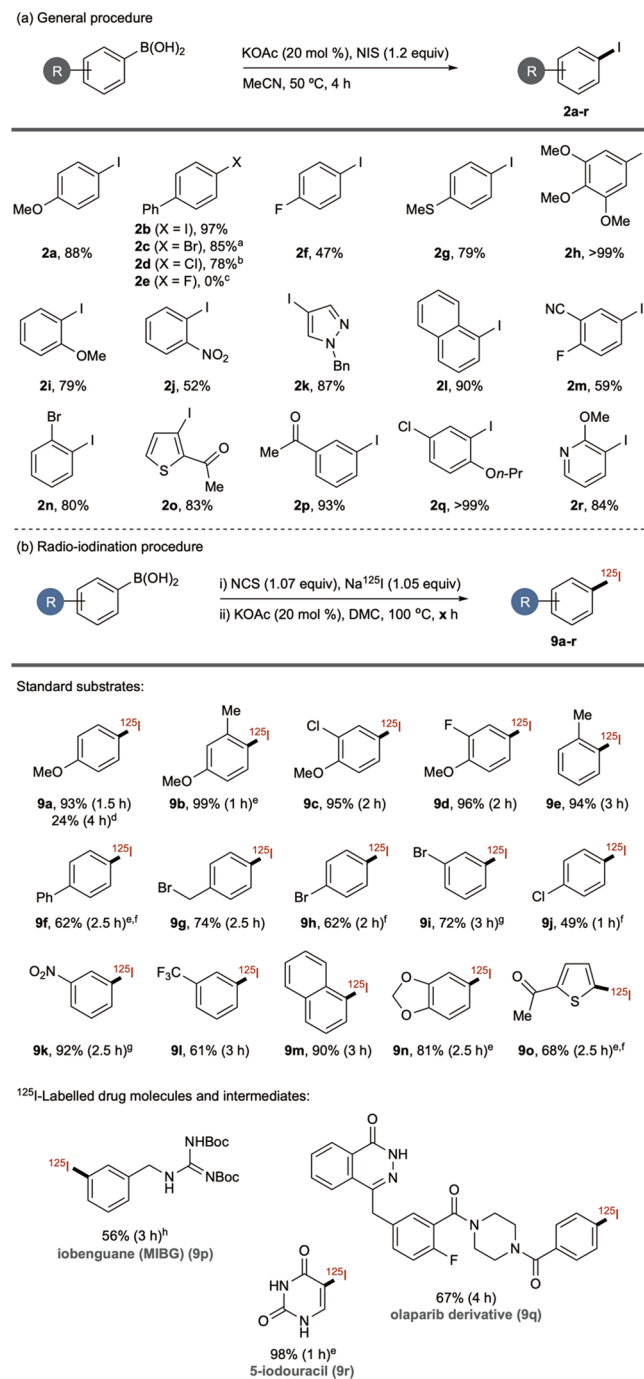 (a) General procedure
R
B(OH)₂
KOAc (20 mol %), NIS (1.2 equiv)
MeCN, 50 ºC, 4 h
R
I
2a-r
MeO
I
2a, 88%
Ph
X
2b (X = I), 97%
2c (X = Br), 85%ᵃ
2d (X = Cl), 78%ᵇ
2e (X = F), 0%ᶜ
F
I
2f, 47%
MeS
I
2g, 79%
MeO
MeO
OMe
I
2h, >99%
I
OMe
2i, 79%
I
NO₂
2j, 52%
I
N
N
Bn
2k, 87%
I
2l, 90%
NC
F
I
2m, 59%
Br
I
2n, 80%
I
S
O
Me
2o, 83%
O
Me
I
2p, 93%
Cl
I
On-Pr
2q, >99%
OMe
N
I
2r, 84%
(b) Radio-iodination procedure
R
B(OH)₂
i) NCS (1.07 equiv), Na¹²⁵I (1.05 equiv)
ii) KOAc (20 mol %), DMC, 100 ºC, x h
R
¹²⁵I
9a-r
Standard substrates:
MeO
¹²⁵I
9a, 93% (1.5 h)
24% (4 h)ᵈ
Me
MeO
¹²⁵I
9b, 99% (1 h)ᵉ
Cl
MeO
¹²⁵I
9c, 95% (2 h)
F
MeO
¹²⁵I
9d, 96% (2 h)
Me
¹²⁵I
9e, 94% (3 h)
Ph
¹²⁵I
9f, 62% (2.5 h)ᵉ,ᶠ
Br
¹²⁵I
9g, 74% (2.5 h)
Br
¹²⁵I
9h, 62% (2 h)ᶠ
Br
¹²⁵I
9i, 72% (3 h)ᵍ
Cl
¹²⁵I
9j, 49% (1 h)ᶠ
NO₂
¹²⁵I
9k, 92% (2.5 h)ᵍ
F₃C
¹²⁵I
9l, 61% (3 h)
¹²⁵I
9m, 90% (3 h)
O
O
¹²⁵I
9n, 81% (2.5 h)ᵉ
O
Me
S
¹²⁵I
9o, 68% (2.5 h)ᵉ,ᶠ
¹²⁵I-Labelled drug molecules and intermediates:
¹²⁵I
NHBoc
N
H
NBoc
56% (3 h)ʰ
iobenguane (MIBG) (9p)
O
HN
O
N
H
¹²⁵I
98% (1 h)ᵉ
5-iodouracil (9r)
O
NH
N
O
F
N
N
O
¹²⁵I
67% (4 h)
olaparib derivative (9q)